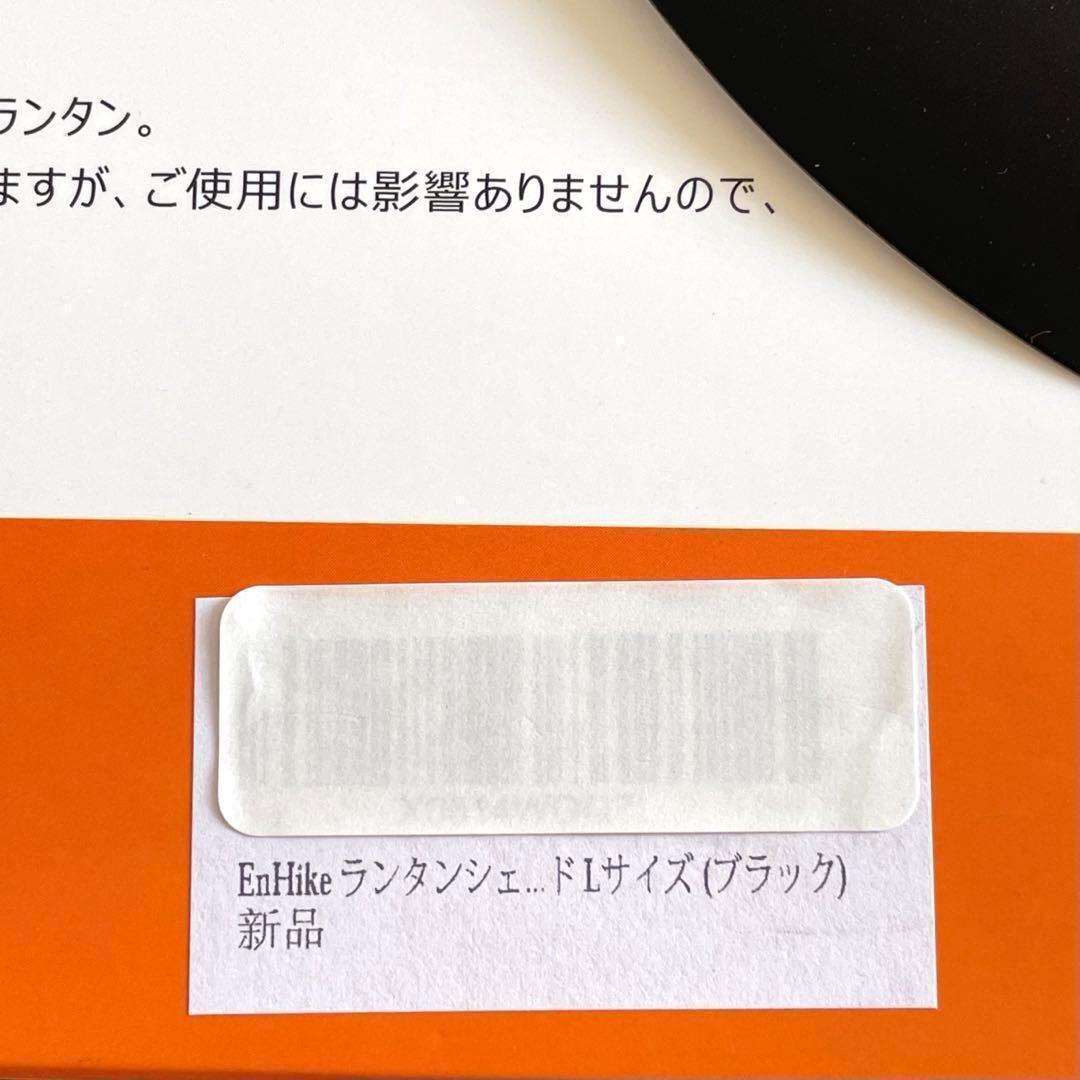 ランタン。
ますが、ご使用には影響ありませんので、
EnHike ランタンシェ...ド Lサイズ (ブラック)
新品